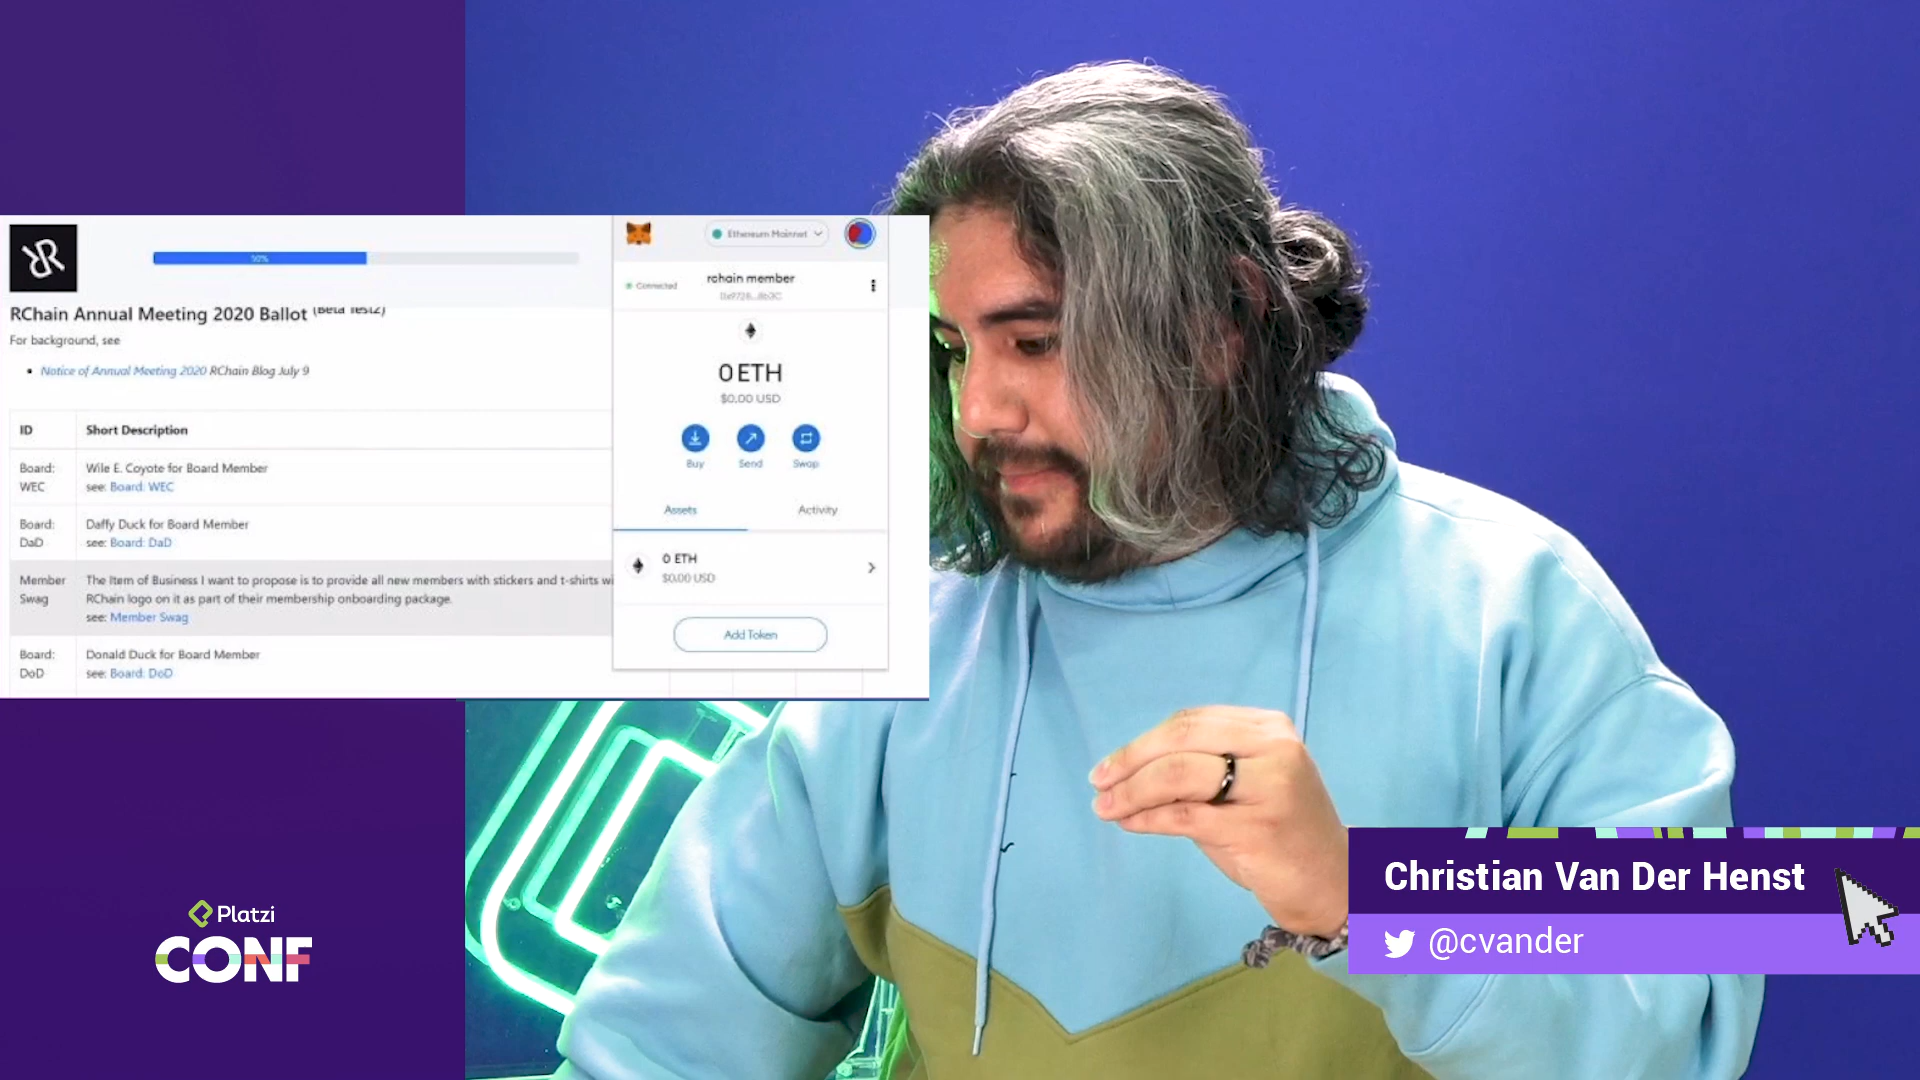 50%
RChain Annual Meeting 2020 Ballot (Beta Test2)
For background, see
• Notice of Annual Meeting 2020 RChain Blog July 9
ID Short Description
Board: WEC
Wile E. Coyote for Board Member
see: Board: WEC
Board: DaD
Daffy Duck for Board Member
see: Board: DaD
Member Swag
The Item of Business I want to propose is to provide all new members with stickers and t-shirts wi
RChain logo on it as part of their membership onboarding package.
see: Member Swag
Board: DoD
Donald Duck for Board Member
see: Board: DoD
Ethereum Mainnet
Connected
rchain member
0 ETH
$0.00 USD
Buy Send Swap
Assets Activity
0 ETH
$0.00 USD
Add Token
Platzi
CONF
Christian Van Der Henst
@cvander